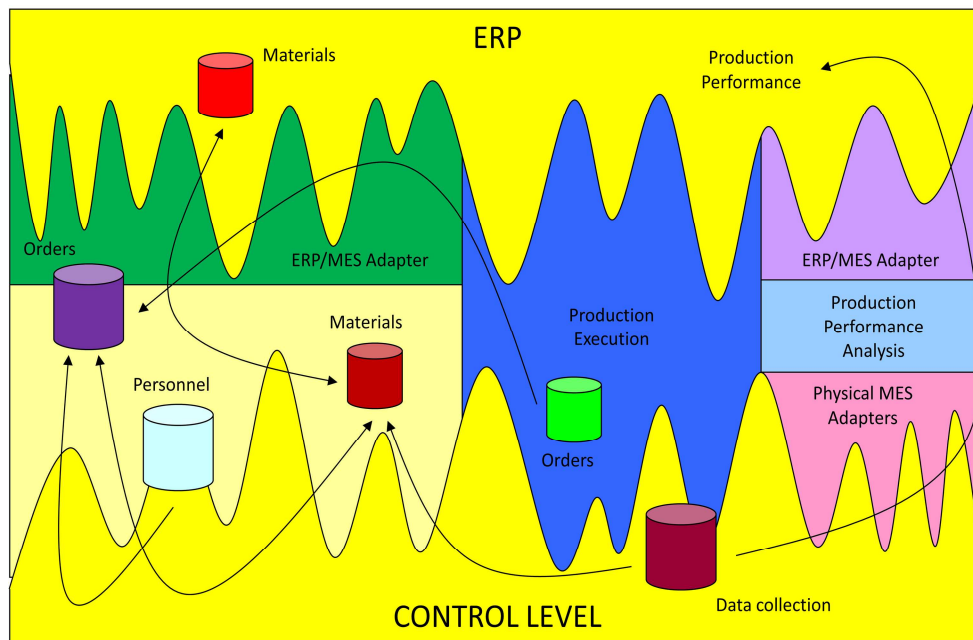 ERP
Materials
Production
Performance
Orders
ERP/MES Adapter
ERP/MES Adapter
Materials
Production
Execution
Production
Performance
Analysis
Personnel
Physical MES
Adapters
Orders
Data collection
CONTROL LEVEL